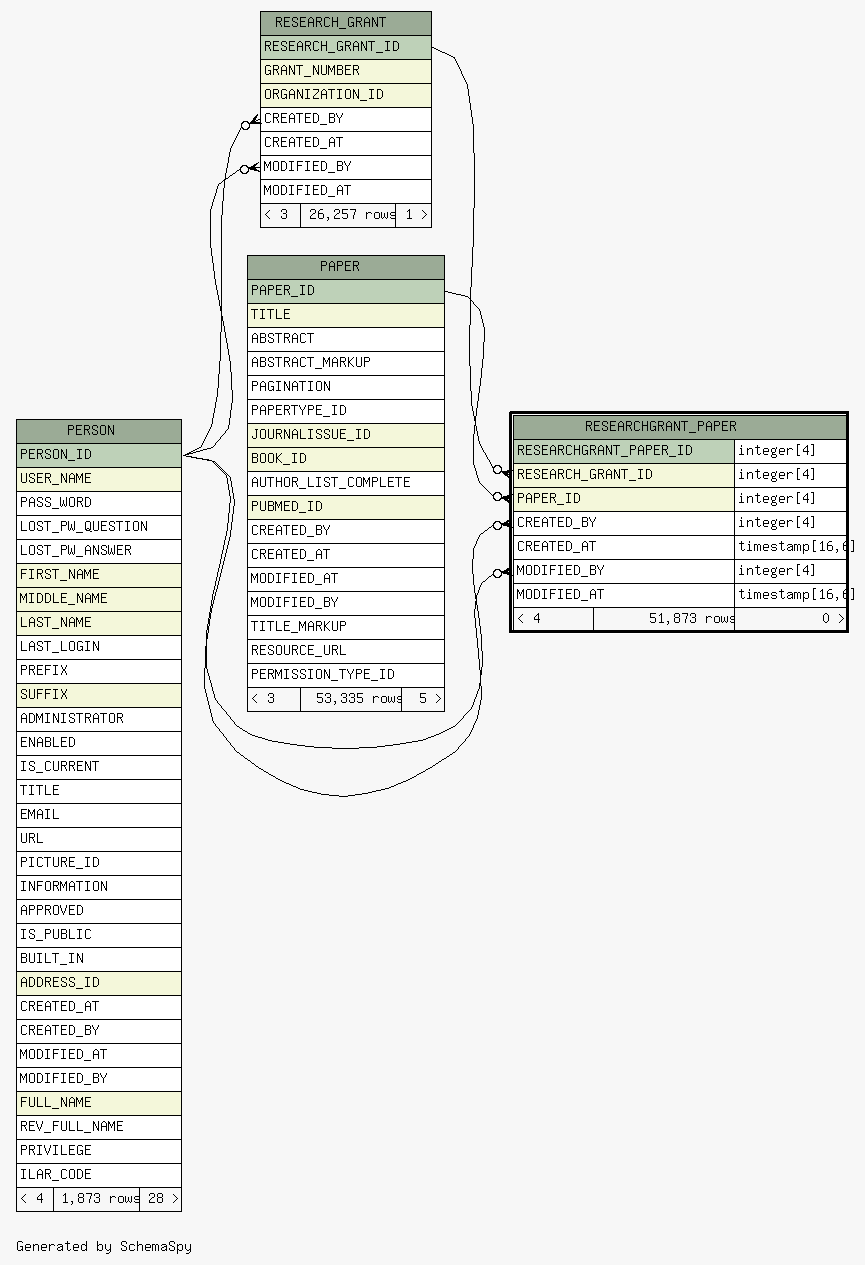 RESEARCH_GRANT
RESEARCH_GRANT_ID
GRANT_NUMBER
ORGANIZATION_ID
CREATED_BY
CREATED_AT
MODIFIED_BY
MODIFIED_AT
< 3 26,257 rows 1 >
PAPER
PAPER_ID
TITLE
ABSTRACT
ABSTRACT_MARKUP
PAGINATION
PAPERTYPE_ID
JOURNALISSUE_ID
BOOK_ID
AUTHOR_LIST_COMPLETE
PUBMED_ID
CREATED_BY
CREATED_AT
MODIFIED_AT
MODIFIED_BY
TITLE_MARKUP
RESOURCE_URL
PERMISSION_TYPE_ID
< 3 53,335 rows 5 >
RESEARCHGRANT_PAPER
RESEARCHGRANT_PAPER_ID integer[4]
RESEARCH_GRANT_ID integer[4]
PAPER_ID integer[4]
CREATED_BY integer[4]
CREATED_AT timestamp[16,6]
MODIFIED_BY integer[4]
MODIFIED_AT timestamp[16,6]
< 4 51,873 rows 0 >
PERSON
PERSON_ID
USER_NAME
PASS_WORD
LOST_PW_QUESTION
LOST_PW_ANSWER
FIRST_NAME
MIDDLE_NAME
LAST_NAME
LAST_LOGIN
PREFIX
SUFFIX
ADMINISTRATOR
ENABLED
IS_CURRENT
TITLE
EMAIL
URL
PICTURE_ID
INFORMATION
APPROVED
IS_PUBLIC
BUILT_IN
ADDRESS_ID
CREATED_AT
CREATED_BY
MODIFIED_AT
MODIFIED_BY
FULL_NAME
REV_FULL_NAME
PRIVILEGE
ILAR_CODE
< 4 1,873 rows 28 >
Generated by SchemaSpy